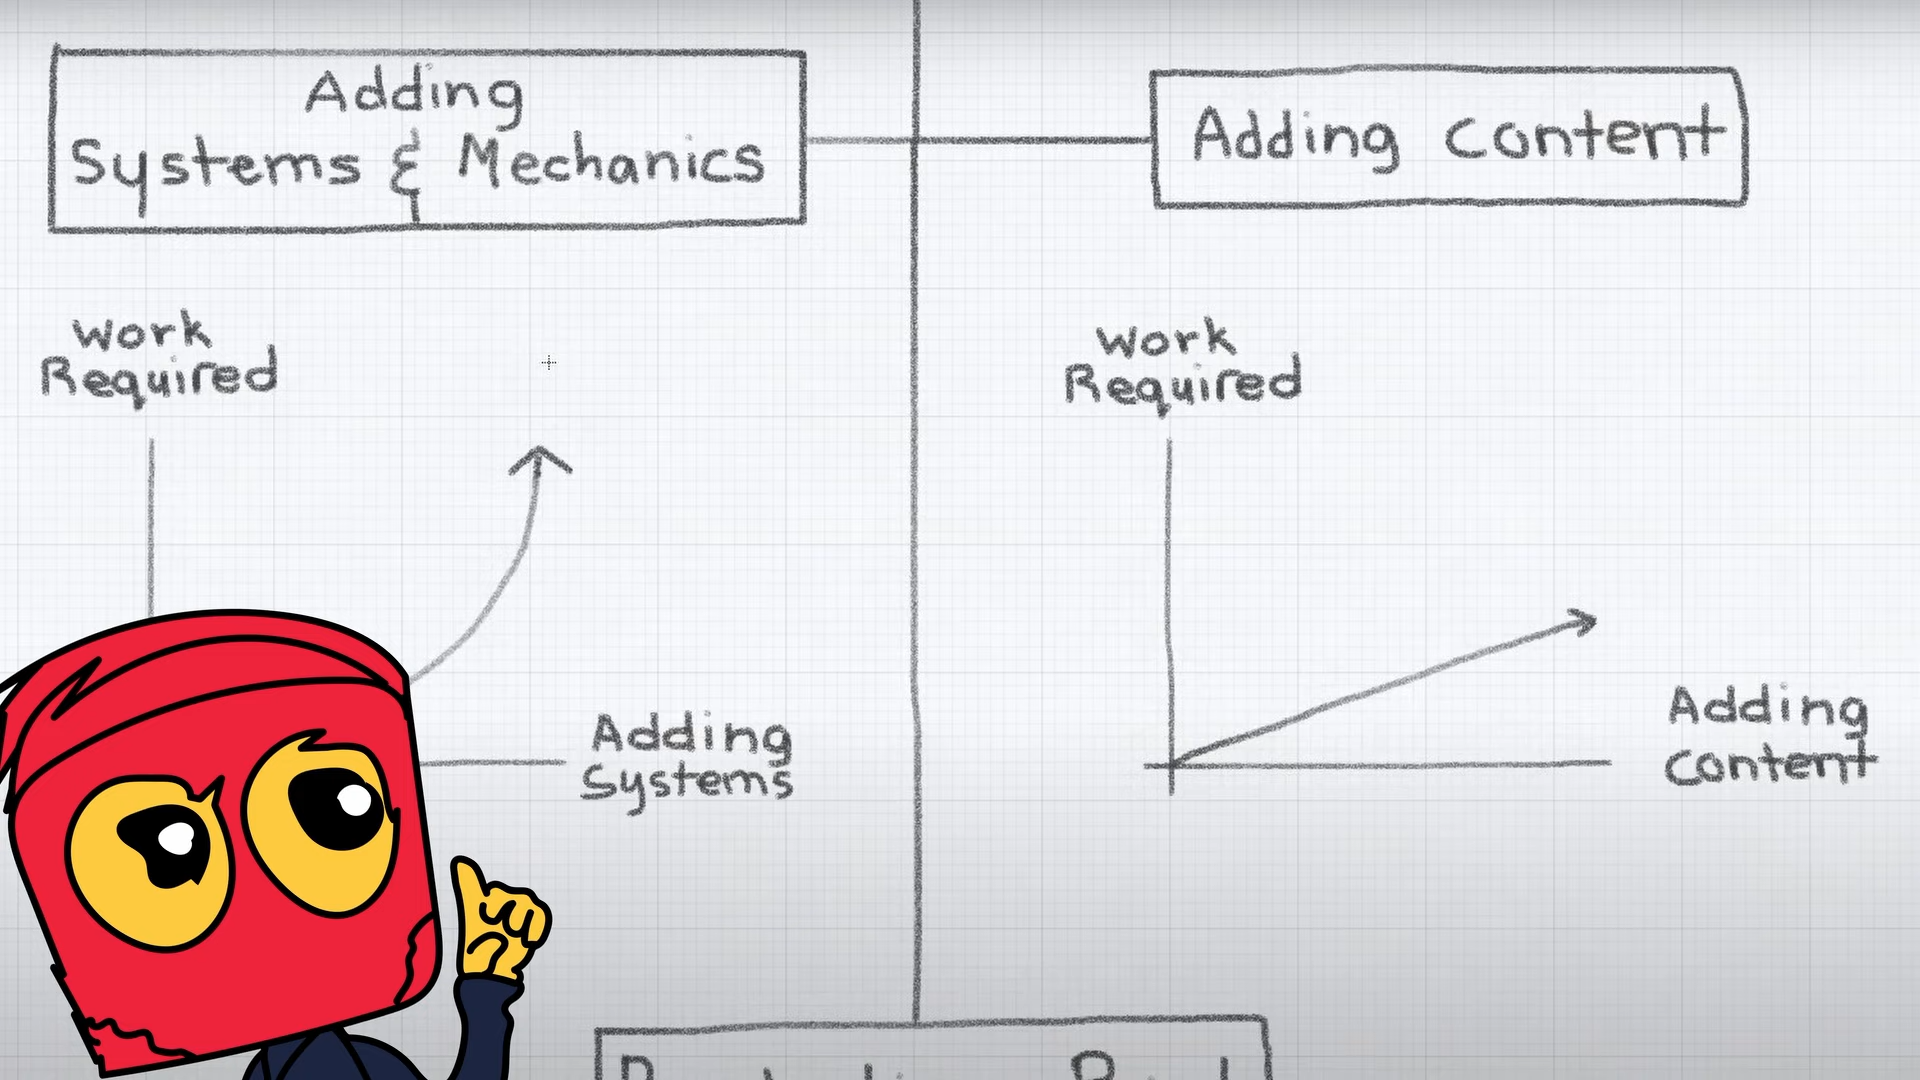 Adding
Systems & Mechanics
Adding Content
Work
Required
Adding
Systems
Work
Required
Adding
Content